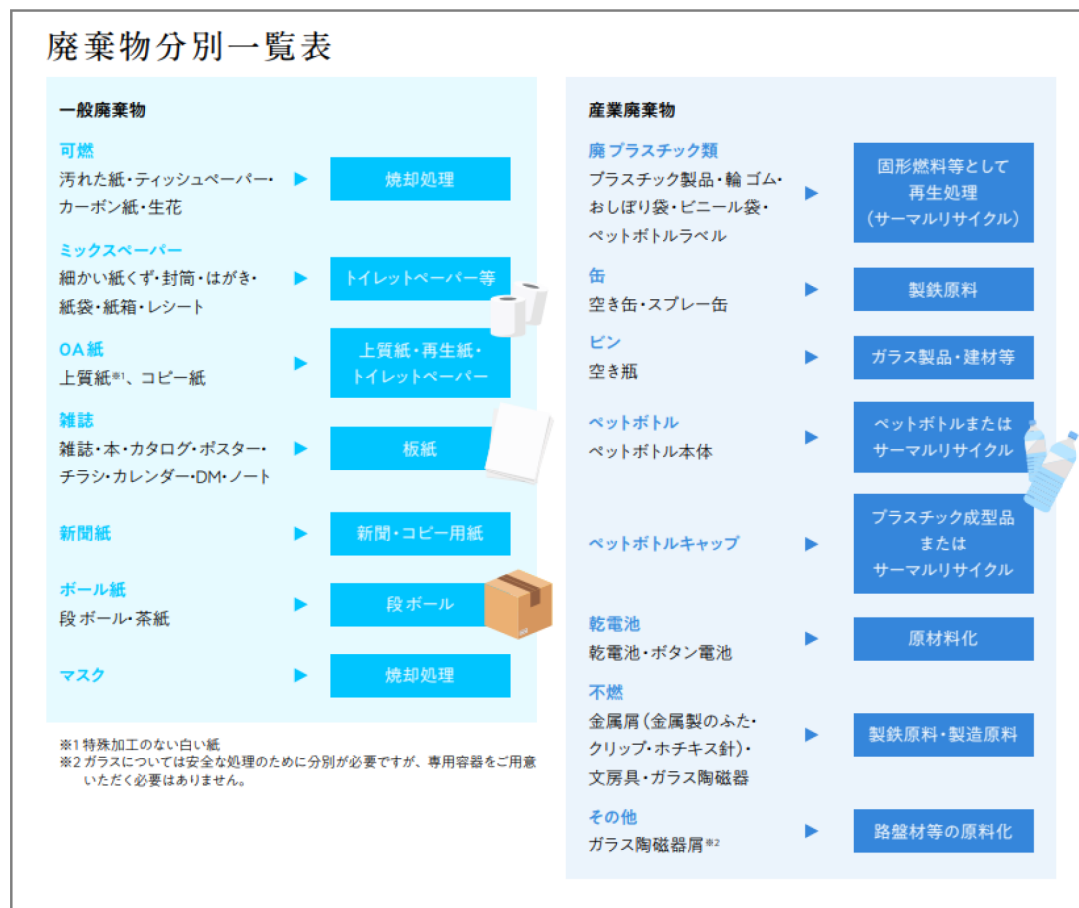 廃棄物分別一覧表
一般廃棄物
可燃
汚れた紙・ティッシュペーパー・
カーボン紙・生花
焼却処理
ミックスペーパー
細かい紙くず・封筒・はがき・
紙袋・紙箱・レシート
トイレットペーパー等
OA紙
上質紙※1、コピー紙
上質紙・再生紙・
トイレットペーパー
雑誌
雑誌・本・カタログ・ポスター・
チラシ・カレンダー・DM・ノート
板紙
新聞紙
新聞・コピー用紙
ボール紙
段ボール・茶紙
段ボール
マスク
焼却処理
※1 特殊加工のない白い紙
※2 ガラスについては安全な処理のために分別が必要ですが、専用容器をご用意
いただく必要はありません。
産業廃棄物
廃プラスチック類
プラスチック製品・輪ゴム・
おしぼり袋・ビニール袋・
ペットボトルラベル
固形燃料等として
再生処理
（サーマルリサイクル）
缶
空き缶・スプレー缶
製鉄原料
ビン
空き瓶
ガラス製品・建材等
ペットボトル
ペットボトル本体
ペットボトルまたは
サーマルリサイクル
ペットボトルキャップ
プラスチック成型品
または
サーマルリサイクル
乾電池
乾電池・ボタン電池
原材料化
不燃
金属屑（金属製のふた・
クリップ・ホチキス針）・
文房具・ガラス陶磁器
製鉄原料・製造原料
その他
ガラス陶磁器屑※2
路盤材等の原料化